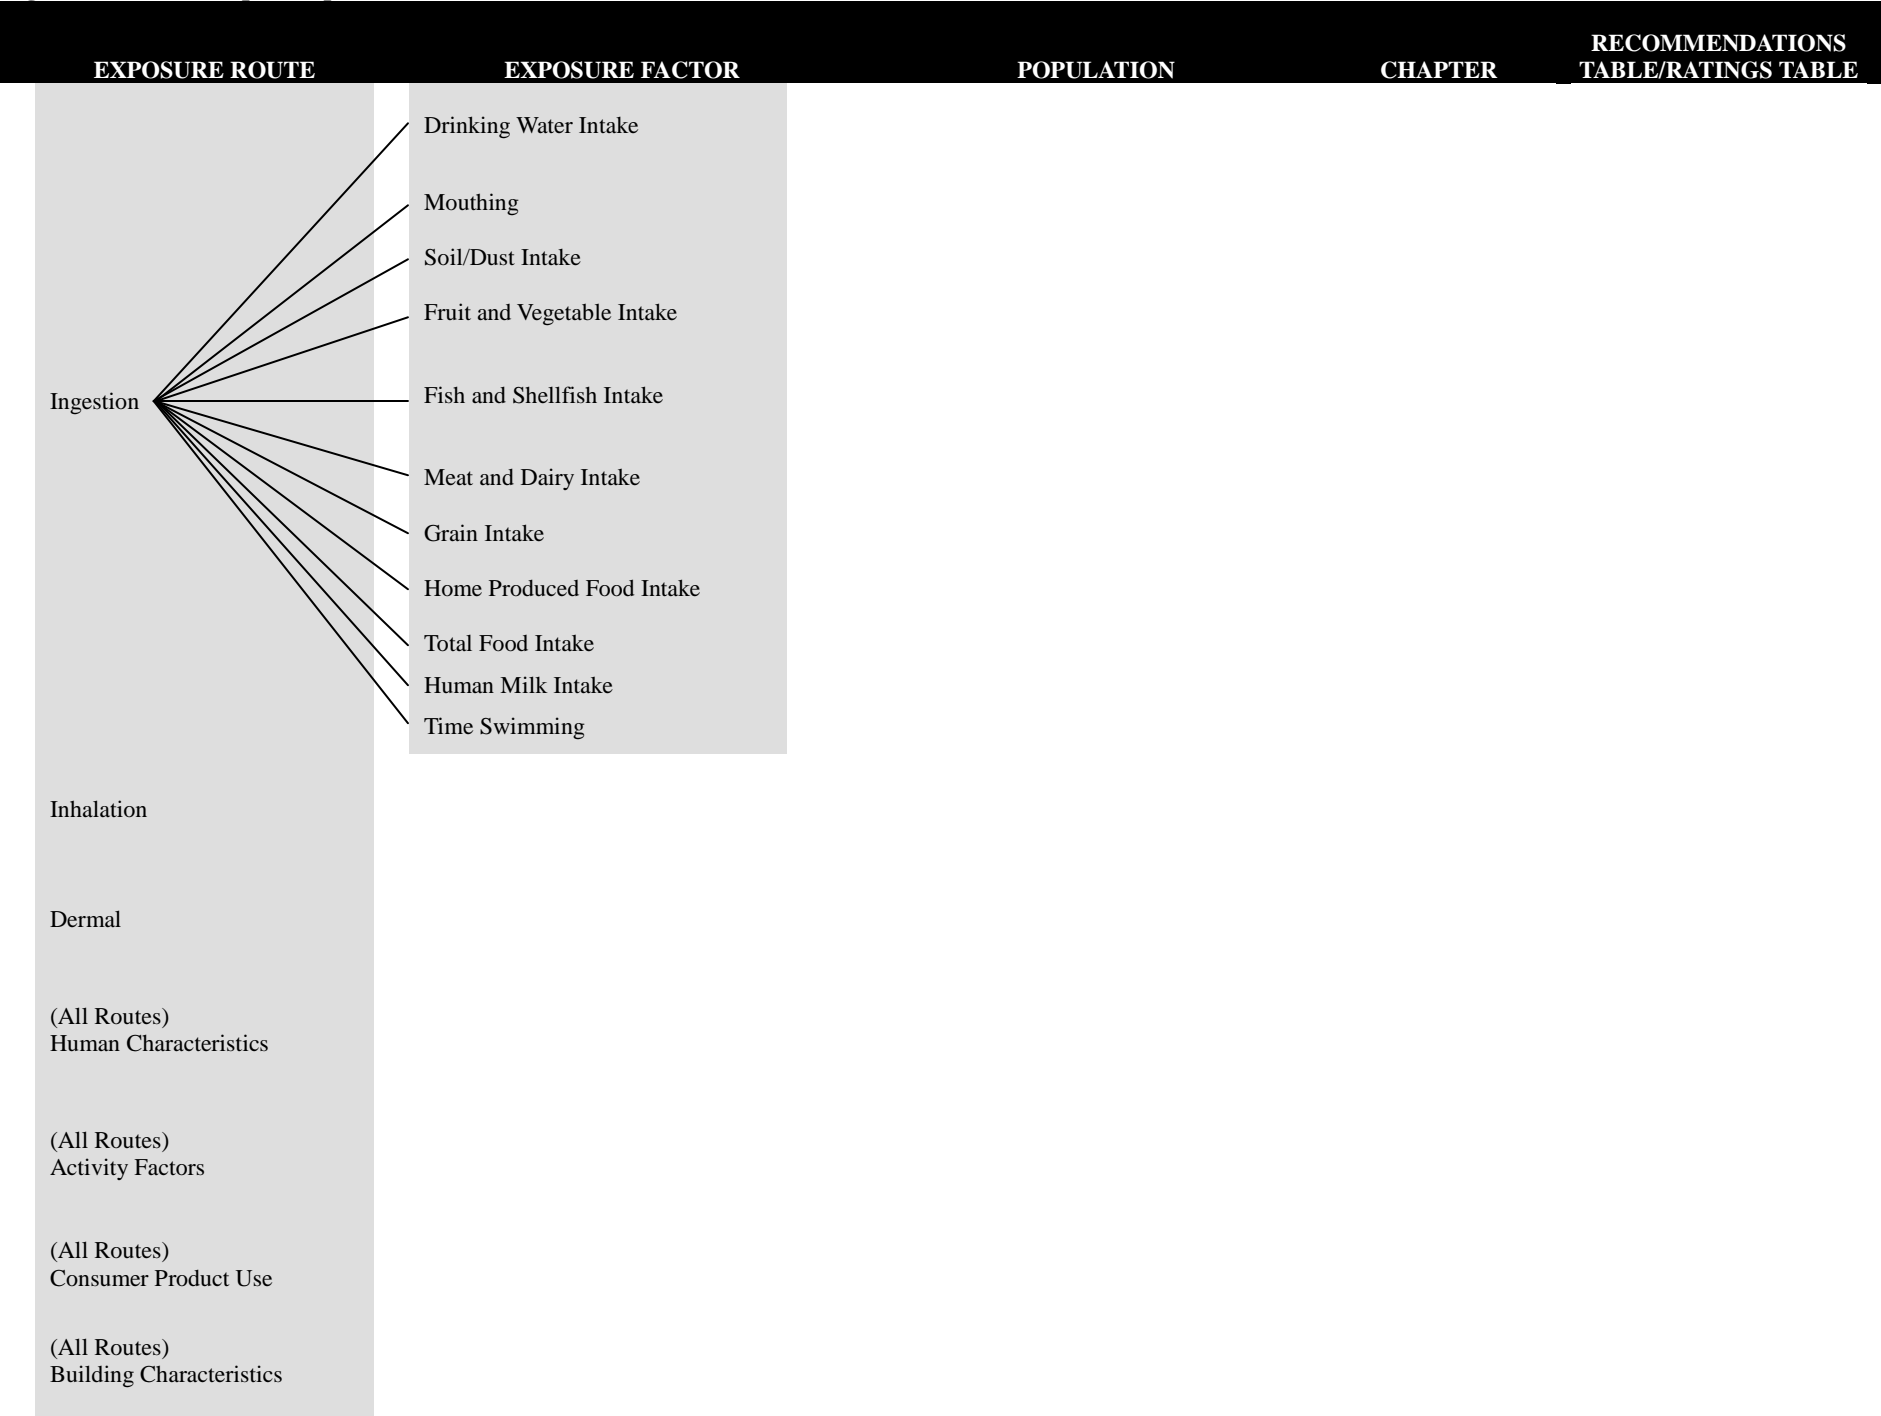 EXPOSURE ROUTE
EXPOSURE FACTOR
POPULATION
CHAPTER
RECOMMENDATIONS
TABLE/RATINGS TABLE
Ingestion
Drinking Water Intake
Mouthing
Soil/Dust Intake
Fruit and Vegetable Intake
Fish and Shellfish Intake
Meat and Dairy Intake
Grain Intake
Home Produced Food Intake
Total Food Intake
Human Milk Intake
Time Swimming
Inhalation
Dermal
(All Routes)
Human Characteristics
(All Routes)
Activity Factors
(All Routes)
Consumer Product Use
(All Routes)
Building Characteristics